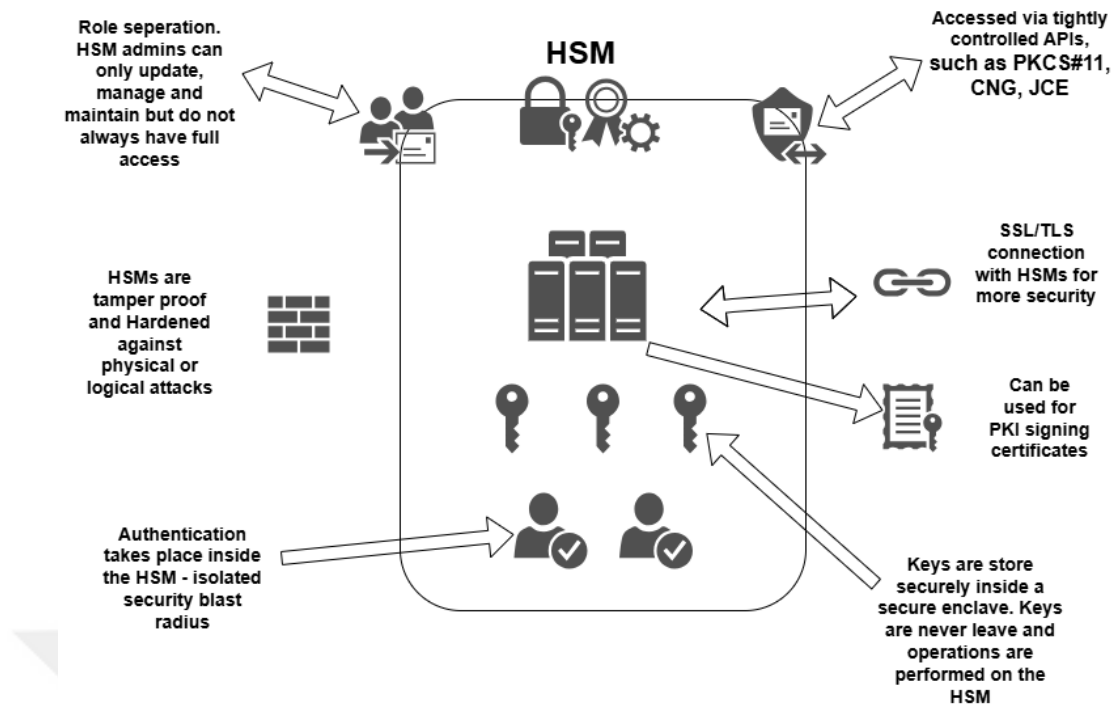 Role seperation.
HSM admins can
only update,
manage and
maintain but do not
always have full
access
HSM
Accessed via tightly
controlled APIs,
such as PKCS#11,
CNG, JCE
HSMs are
tamper proof
and Hardened
against
physical or
logical attacks
SSL/TLS
connection
with HSMs for
more security
Can be
used for
PKI signing
certificates
Authentication
takes place inside
the HSM - isolated
security blast
radius
Keys are store
securely inside a
secure enclave. Keys
are never leave and
operations are
performed on the
HSM